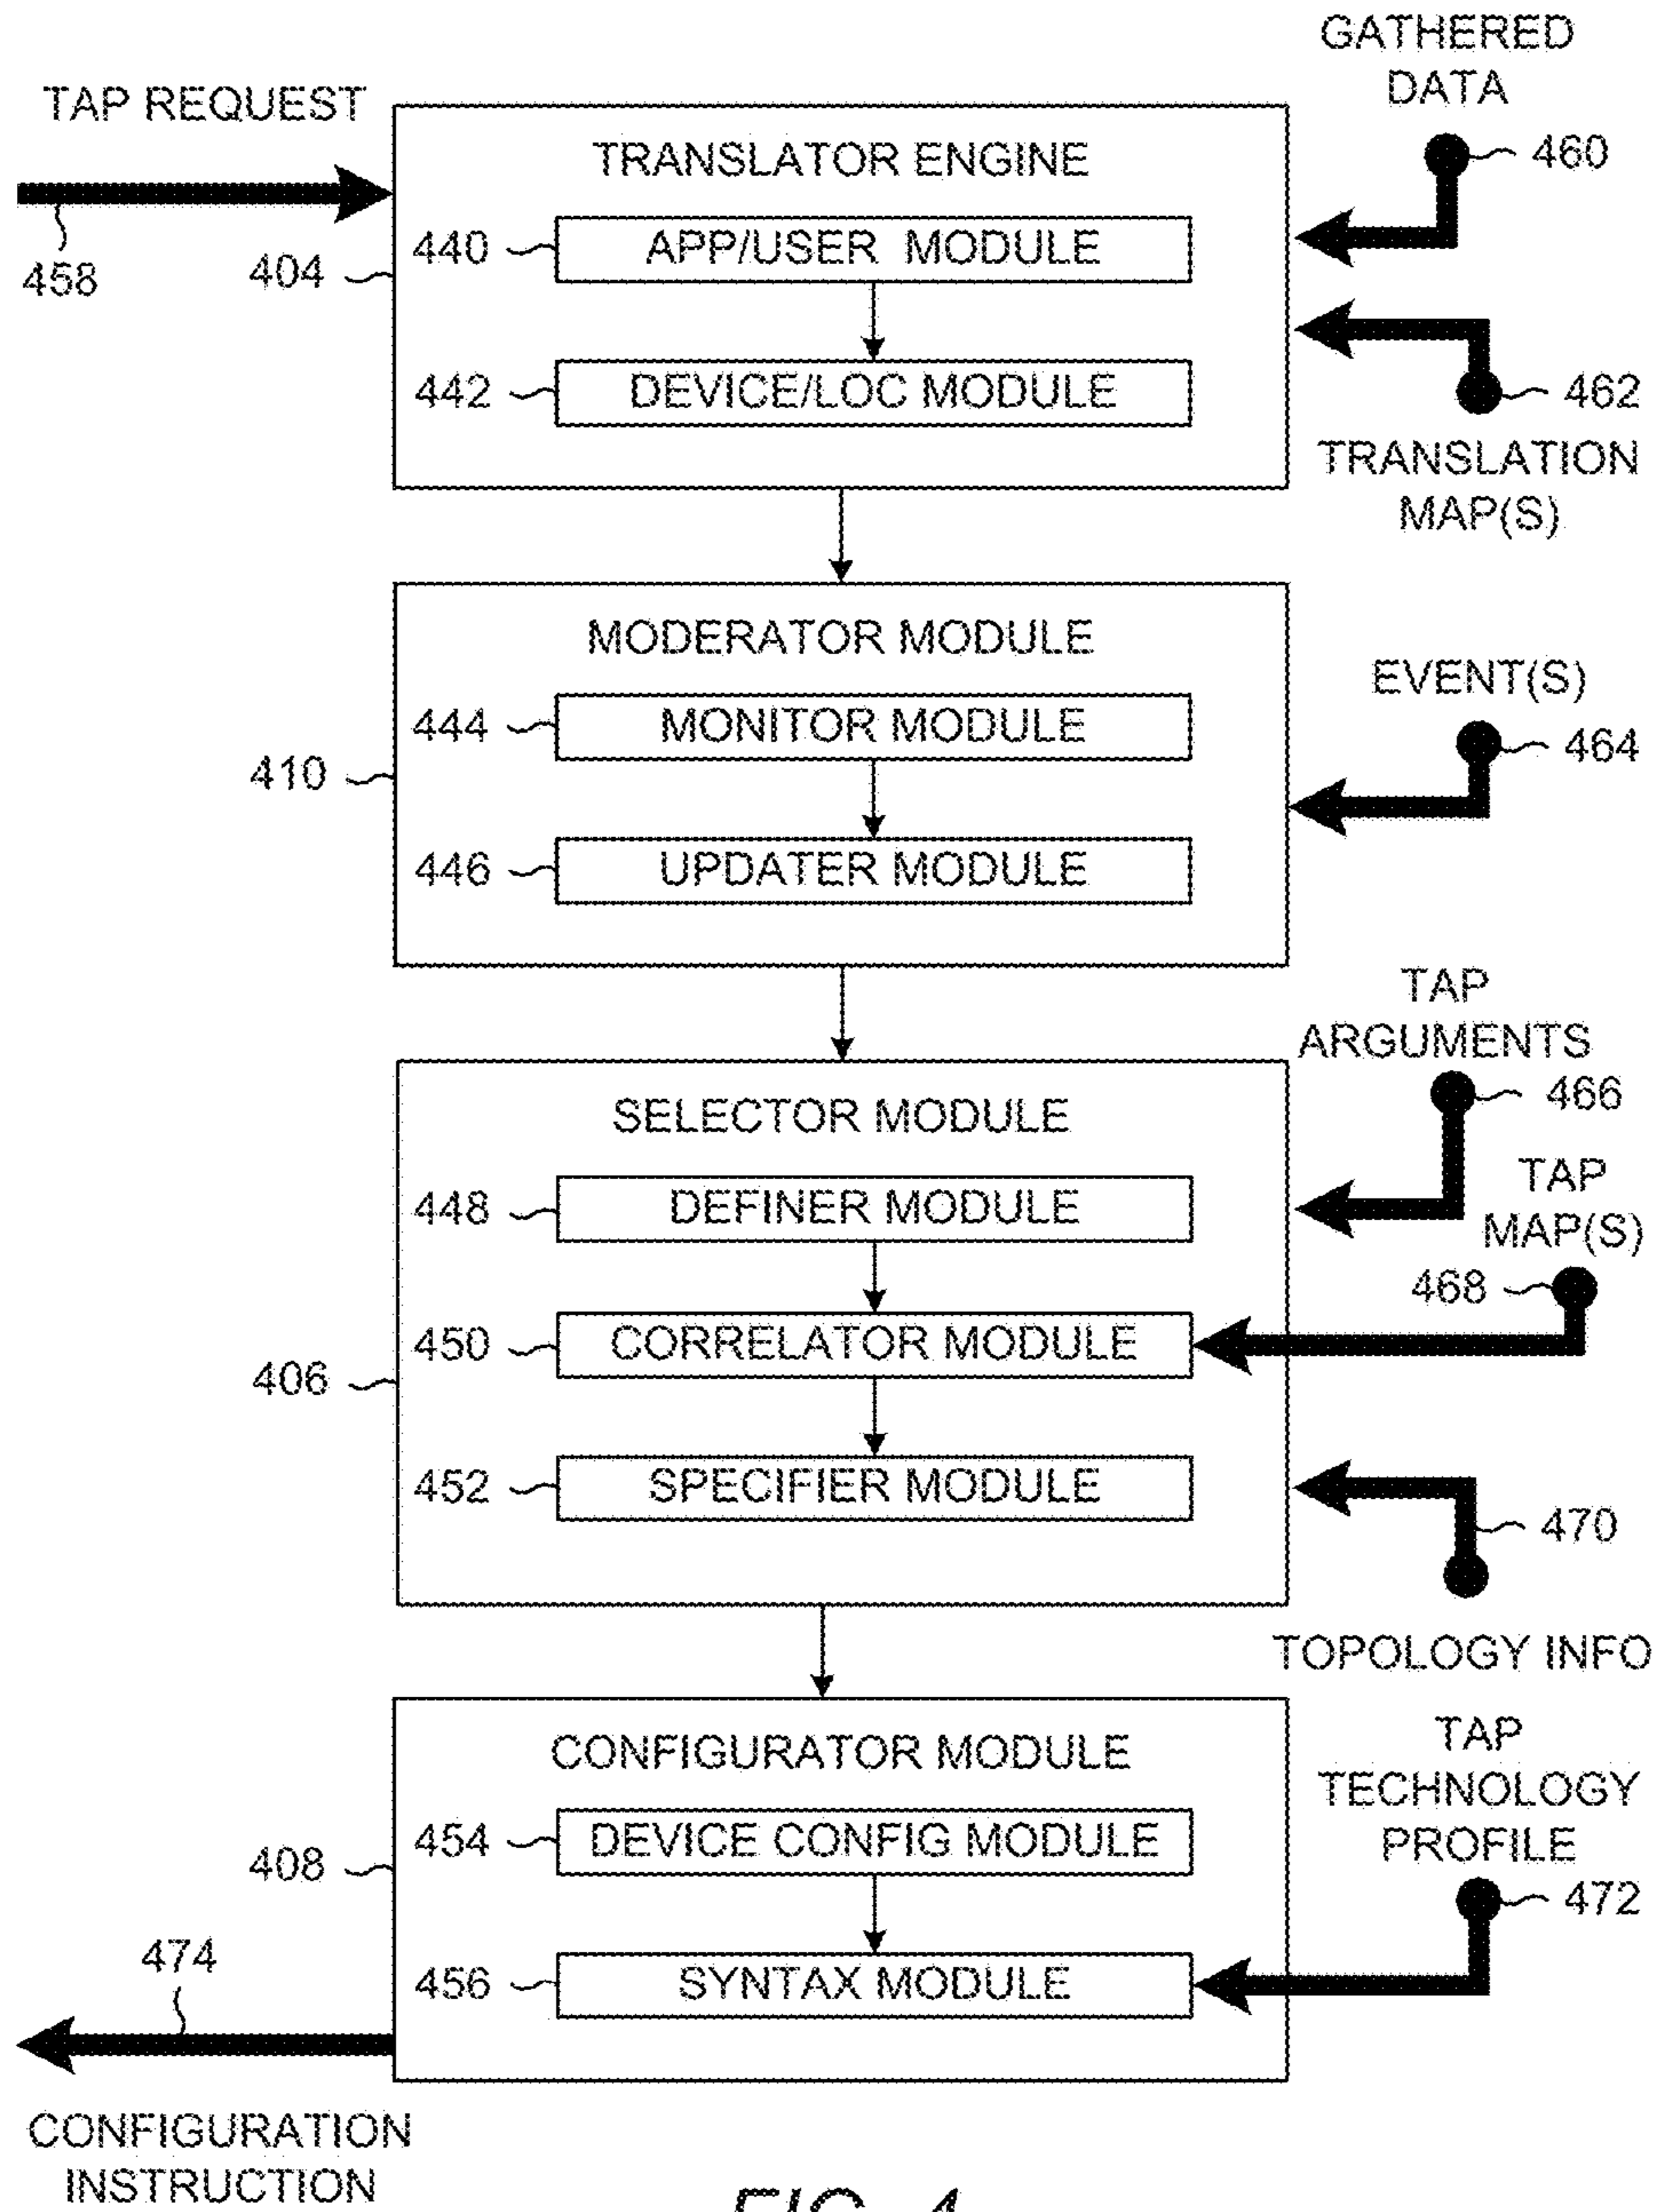 GATHERED
DATA
TAP REQUEST
460
458
404
TRANSLATOR ENGINE
440
APP/USER MODULE
442
DEVICE/LOC MODULE
462
TRANSLATION
MAP(S)
MODERATOR MODULE
444
MONITOR MODULE
410
446
UPDATER MODULE
EVENT(S)
464
TAP
ARGUMENTS
466
SELECTOR MODULE
448
DEFINER MODULE
TAP
MAP(S)
468
450
CORRELATOR MODULE
406
452
SPECIFIER MODULE
470
TOPOLOGY INFO
CONFIGURATOR MODULE
454
DEVICE CONFIG MODULE
408
TAP
TECHNOLOGY
PROFILE
472
456
SYNTAX MODULE
474
CONFIGURATION
INSTRUCTION
FIG. 4